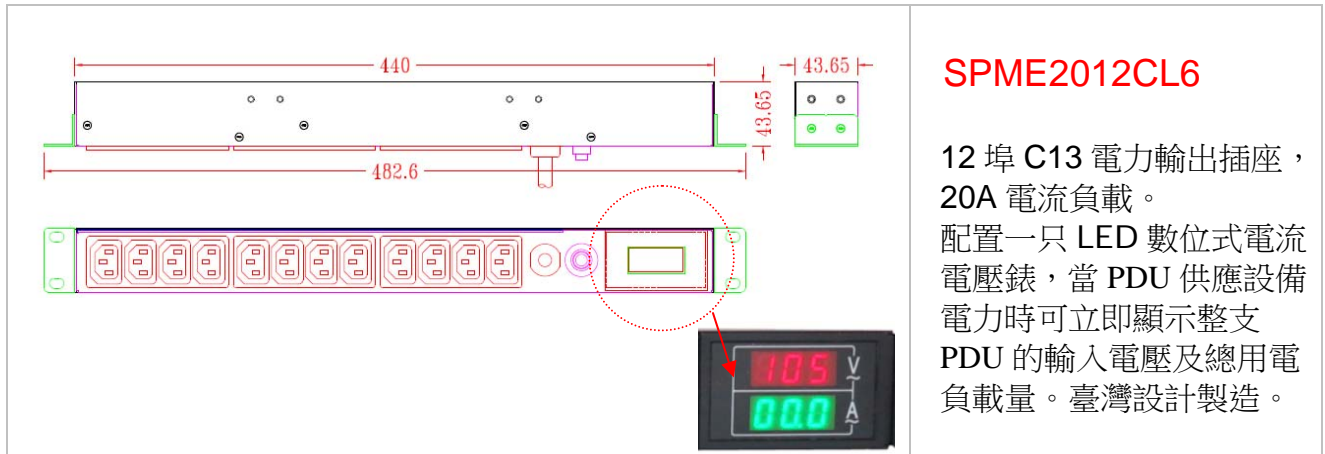 440
43.65
43.65
482.6
105 V
00.0 A
SPME2012CL6
12 埠 C13 電力輸出插座，
20A 電流負載。
配置一只 LED 數位式電流
電壓錶，當 PDU 供應設備
電力時可立即顯示整支
PDU 的輸入電壓及總用電
負載量。臺灣設計製造。